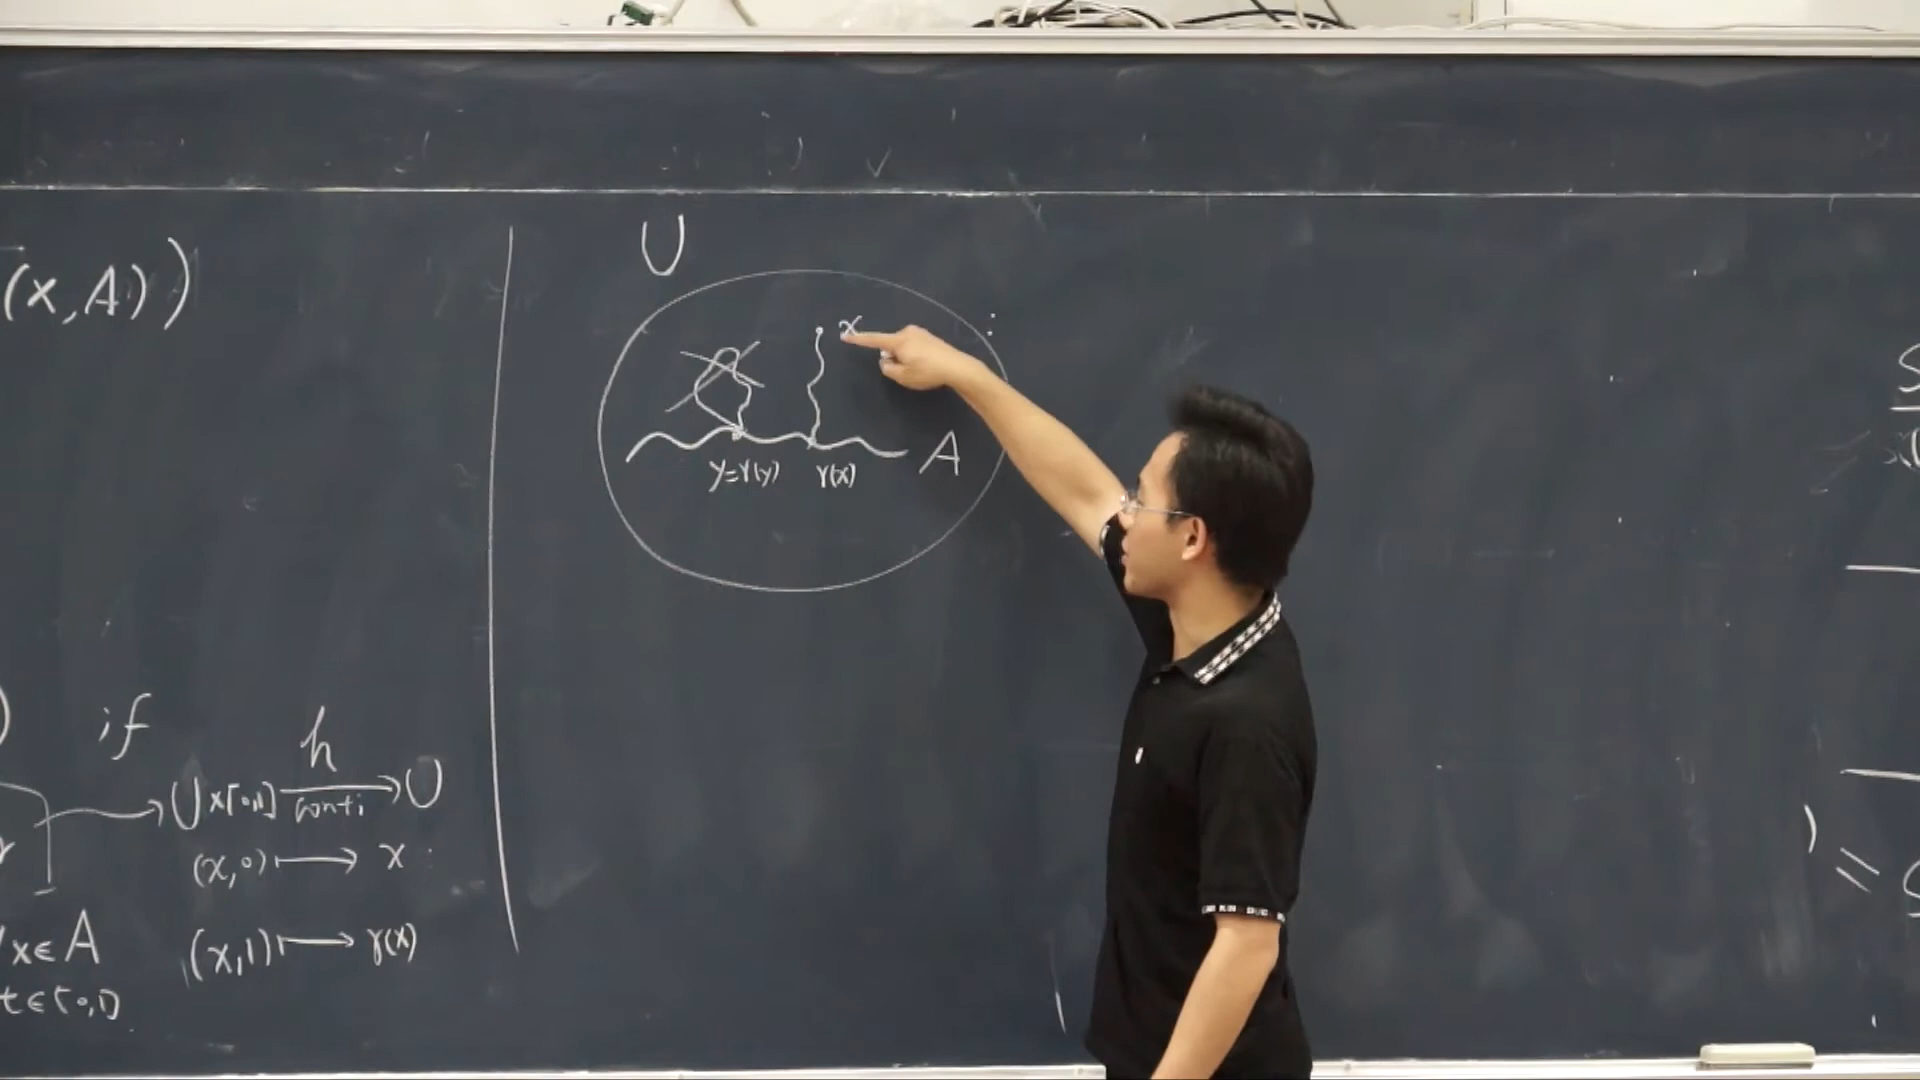 (x,A))
if
h
U×[0,1] ⟶ U
conti
(x,0) ⟼ x
∀x∈A
t∈[0,1]
(x,1) ⟼ r(x)
U
x
A
y=r(y) r(x)